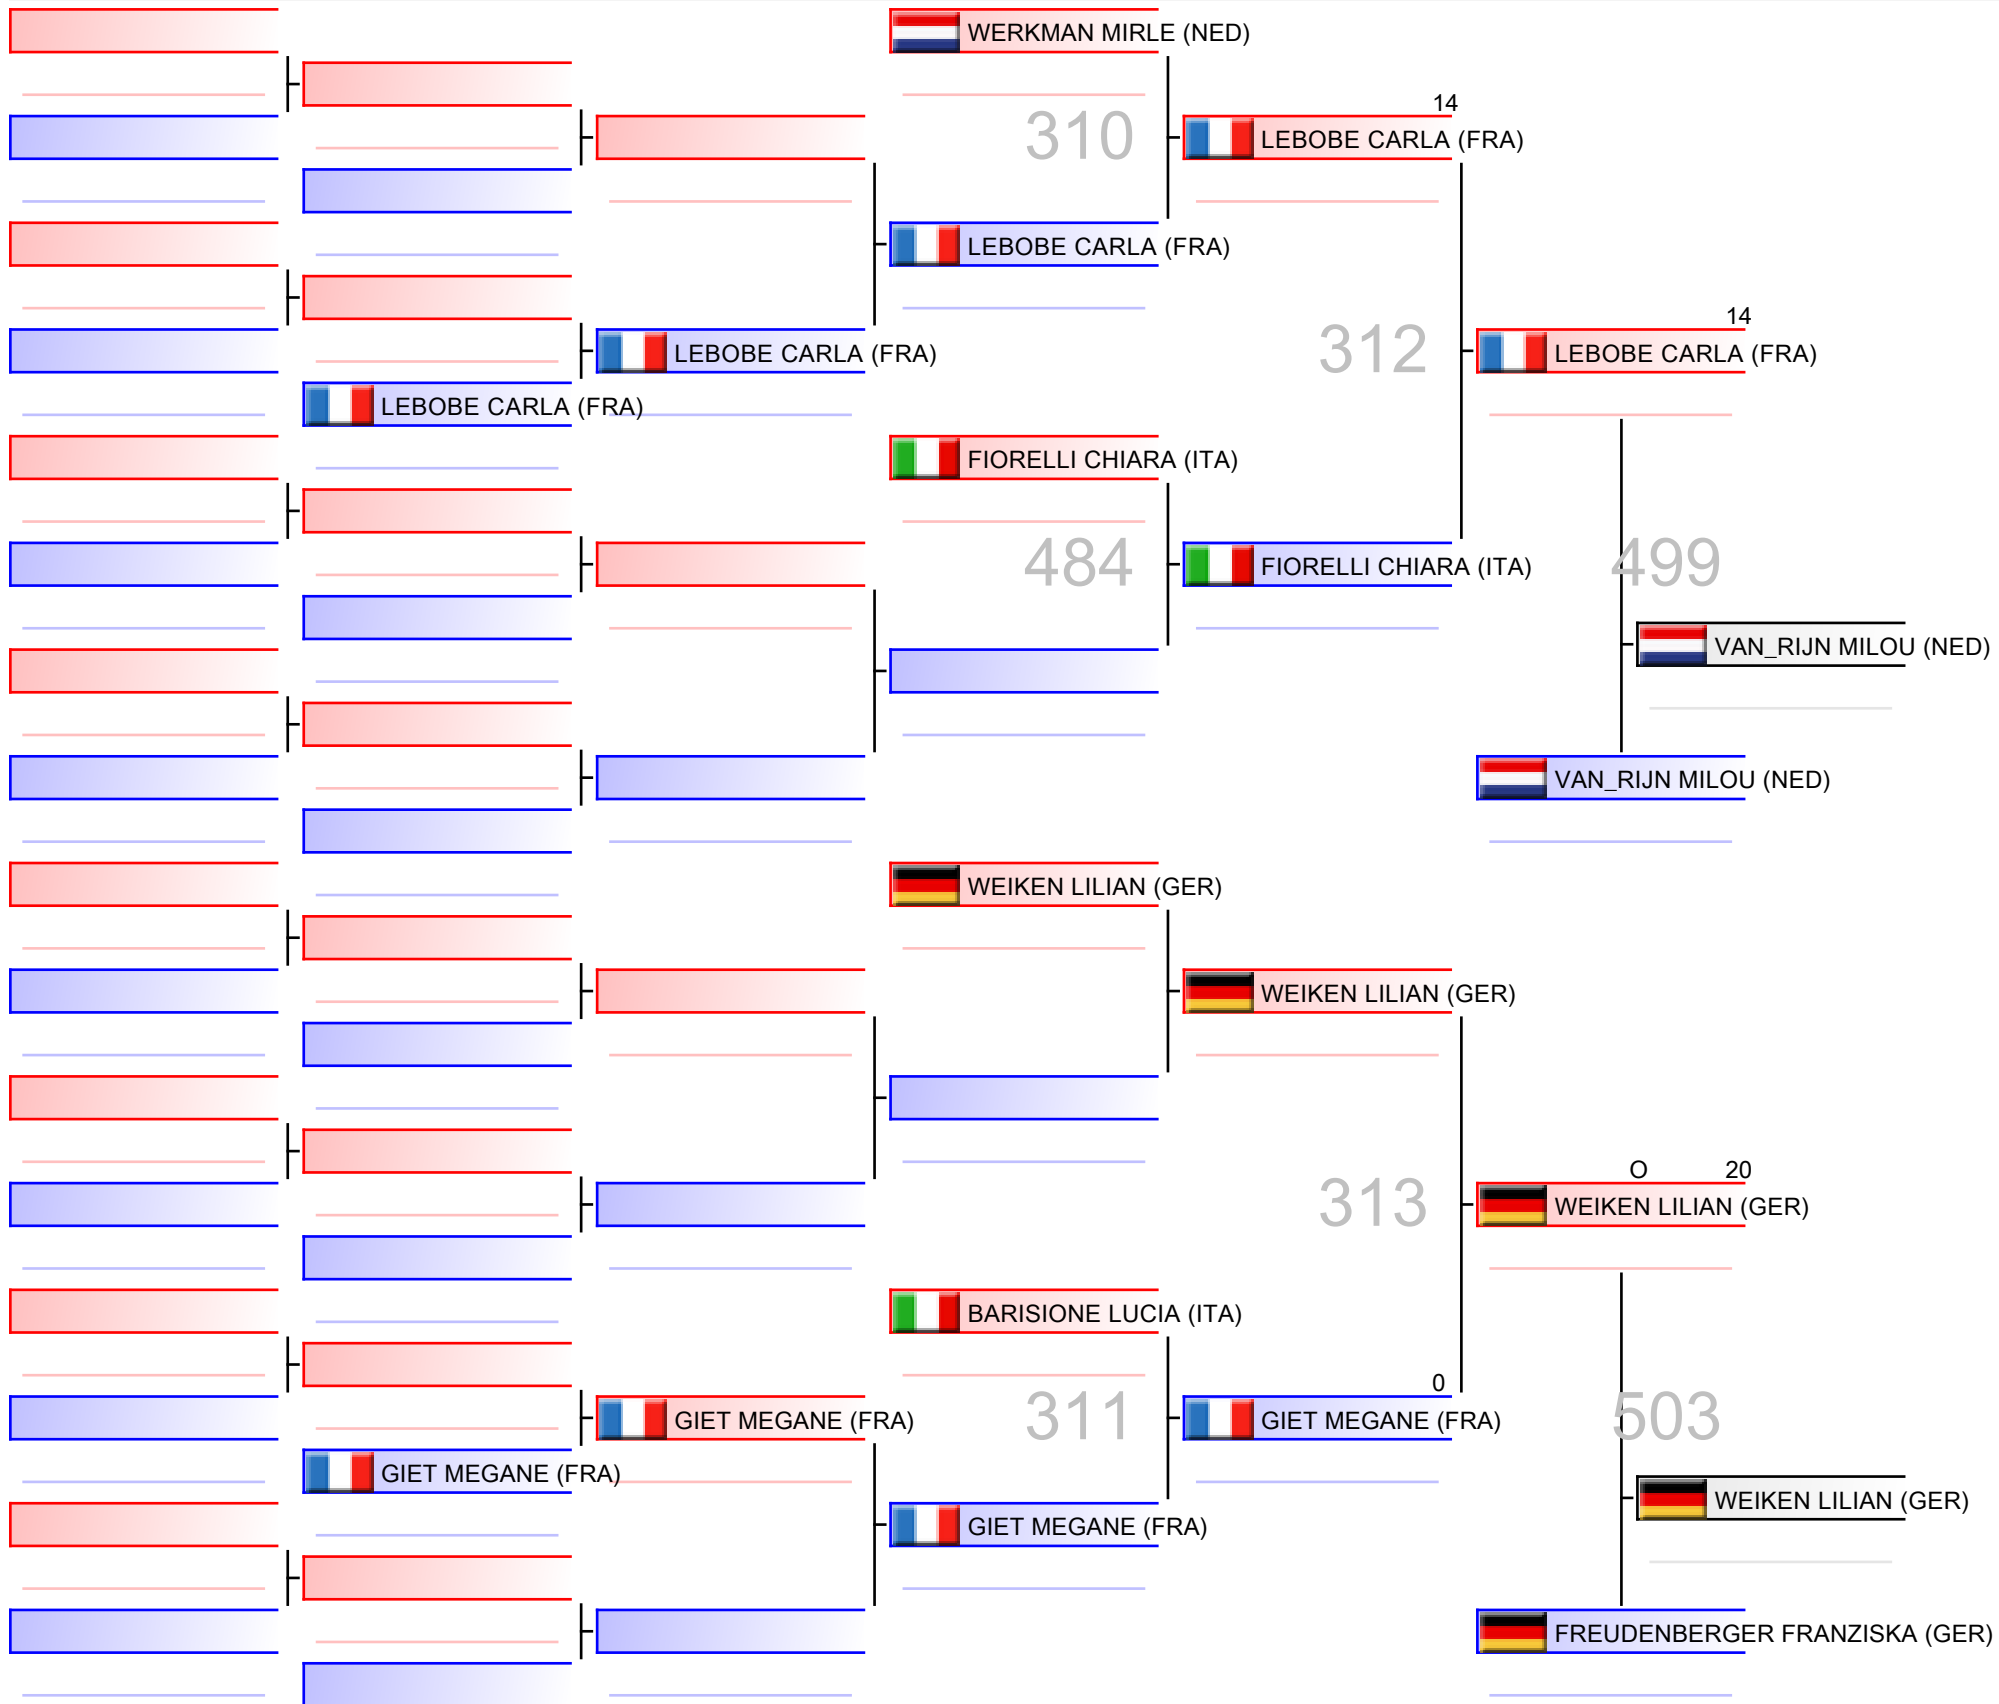 WERKMAN MIRLE (NED)
14
310
LEBOBE CARLA (FRA)
LEBOBE CARLA (FRA)
14
312
LEBOBE CARLA (FRA)
LEBOBE CARLA (FRA)
LEBOBE CARLA (FRA)
FIORELLI CHIARA (ITA)
484
FIORELLI CHIARA (ITA)
499
VAN_RIJN MILOU (NED)
VAN_RIJN MILOU (NED)
WEIKEN LILIAN (GER)
WEIKEN LILIAN (GER)
O 20
313
WEIKEN LILIAN (GER)
BARISIONE LUCIA (ITA)
0
GIET MEGANE (FRA)
311
GIET MEGANE (FRA)
503
GIET MEGANE (FRA)
WEIKEN LILIAN (GER)
GIET MEGANE (FRA)
FREUDENBERGER FRANZISKA (GER)